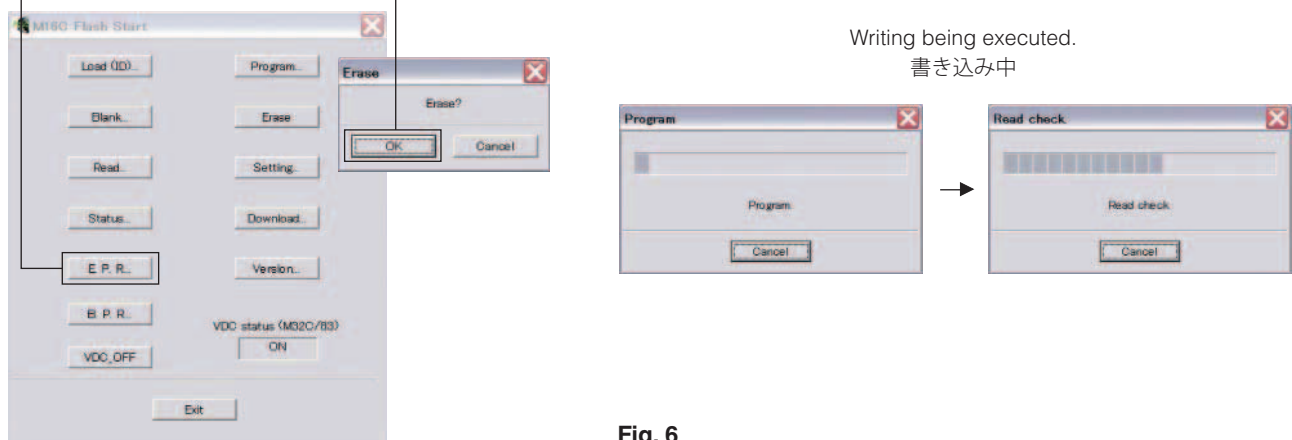 M16C Flash Start
Load (ID)...
Program...
Blank...
Erase
Read...
Setting...
Status...
Download...
E. P. R...
Version...
B. P. R...
VDC status (M32C/83)
VDC_OFF
ON
Exit
Erase
Erase?
OK
Cancel
Writing being executed.
書き込み中
Program
Program.
Cancel
Read check
Read check
Cancel
Fig. 6